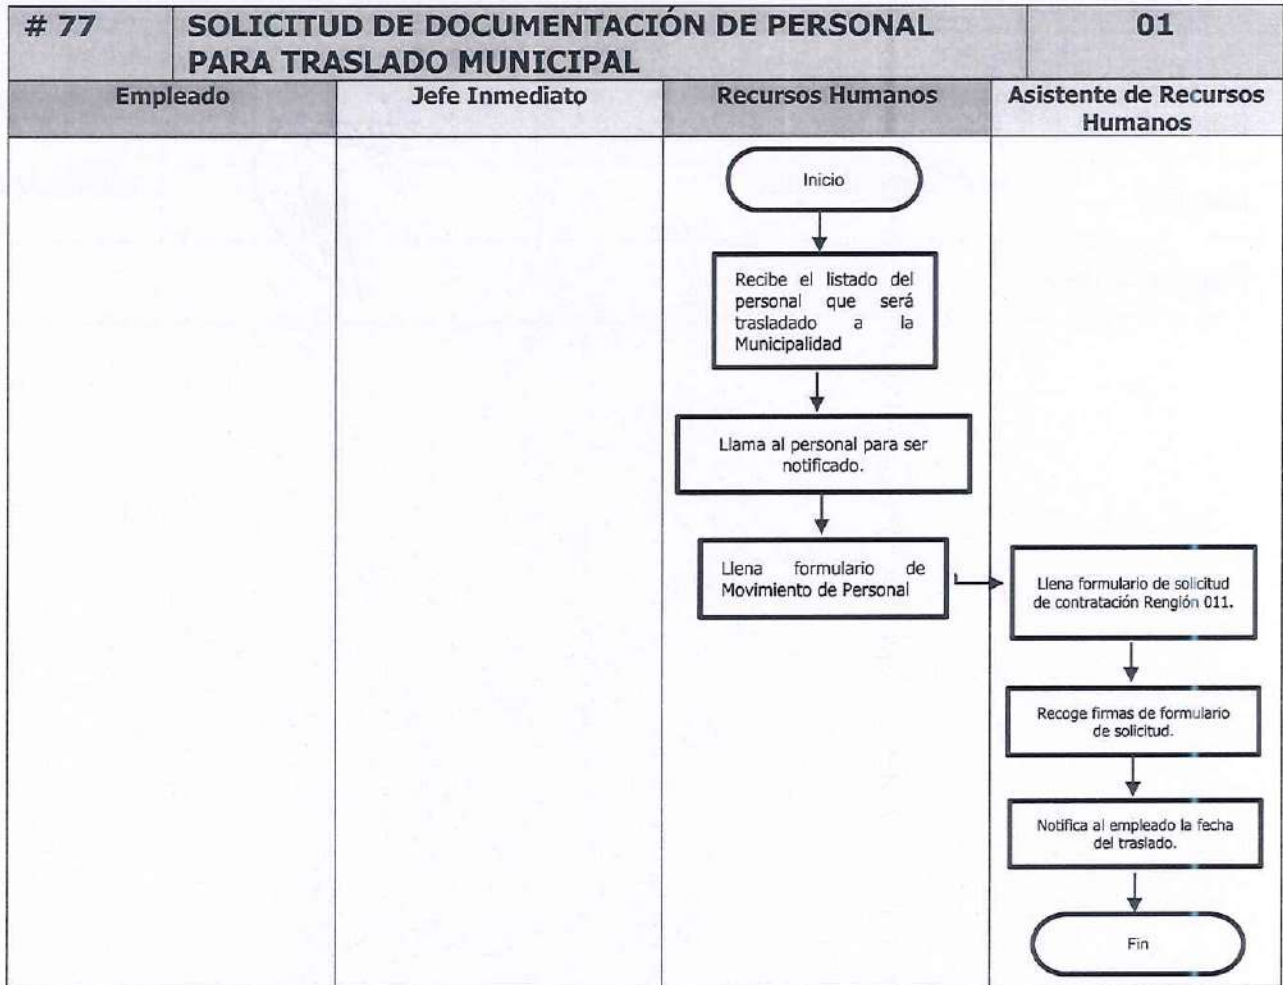 # 77
SOLICITUD DE DOCUMENTACIÓN DE PERSONAL
PARA TRASLADO MUNICIPAL
01
Empleado
Jefe Inmediato
Recursos Humanos
Asistente de Recursos
Humanos
Inicio
Recibe el listado del
personal que será
trasladado a la
Municipalidad
Llama al personal para ser
notificado.
Llena formulario de
Movimiento de Personal
Llena formulario de solicitud
de contratación Renglón 011.
Recoge firmas de formulario
de solicitud.
Notifica al empleado la fecha
del traslado.
Fin